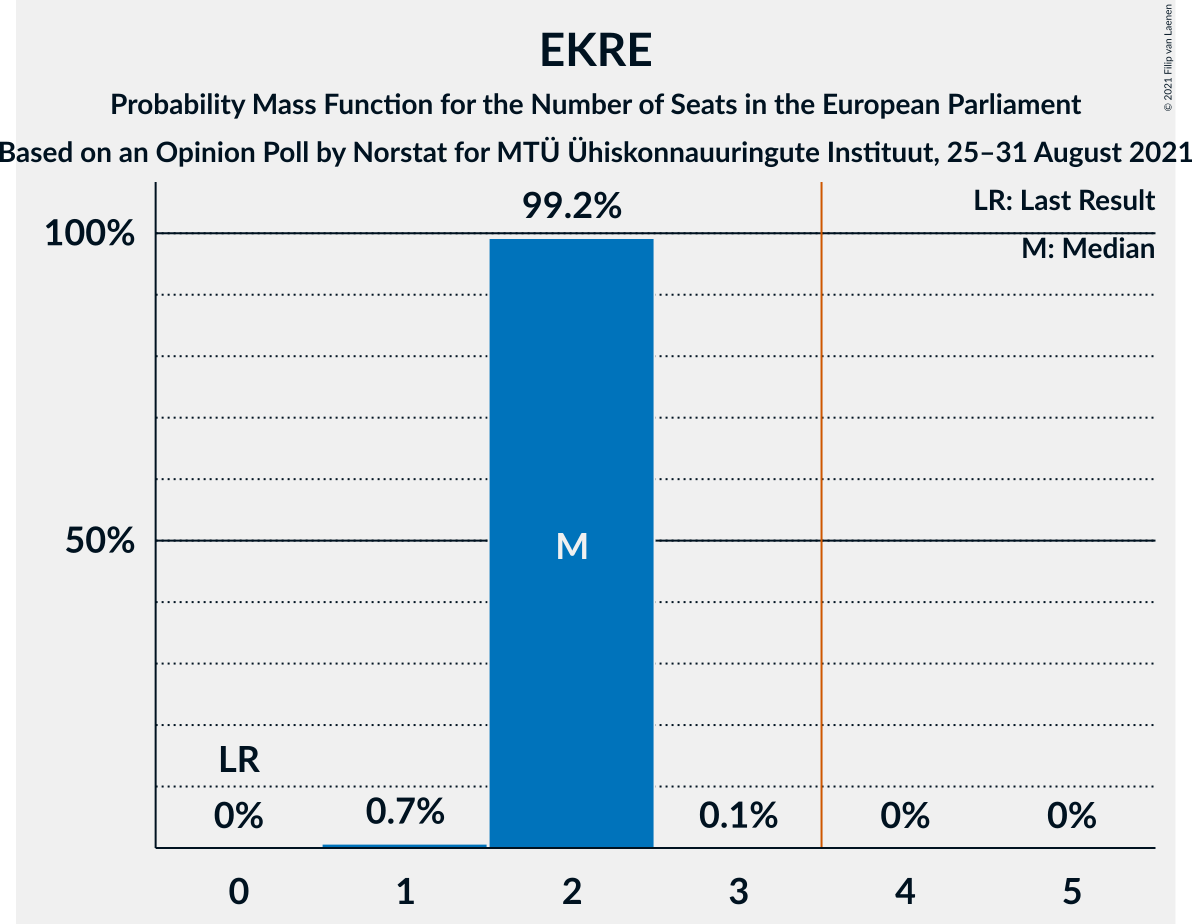 EKRE
Probability Mass Function for the Number of Seats in the European Parliament
Based on an Opinion Poll by Norstat for MTÜ Ühiskonnauuringute Instituut, 25–31 August 2021
© 2021 Filip van Laenen
LR: Last Result
M: Median
99.2%
100%
50%
M
LR
0%
0.7%
0.1%
0%
0%
0
1
2
3
4
5